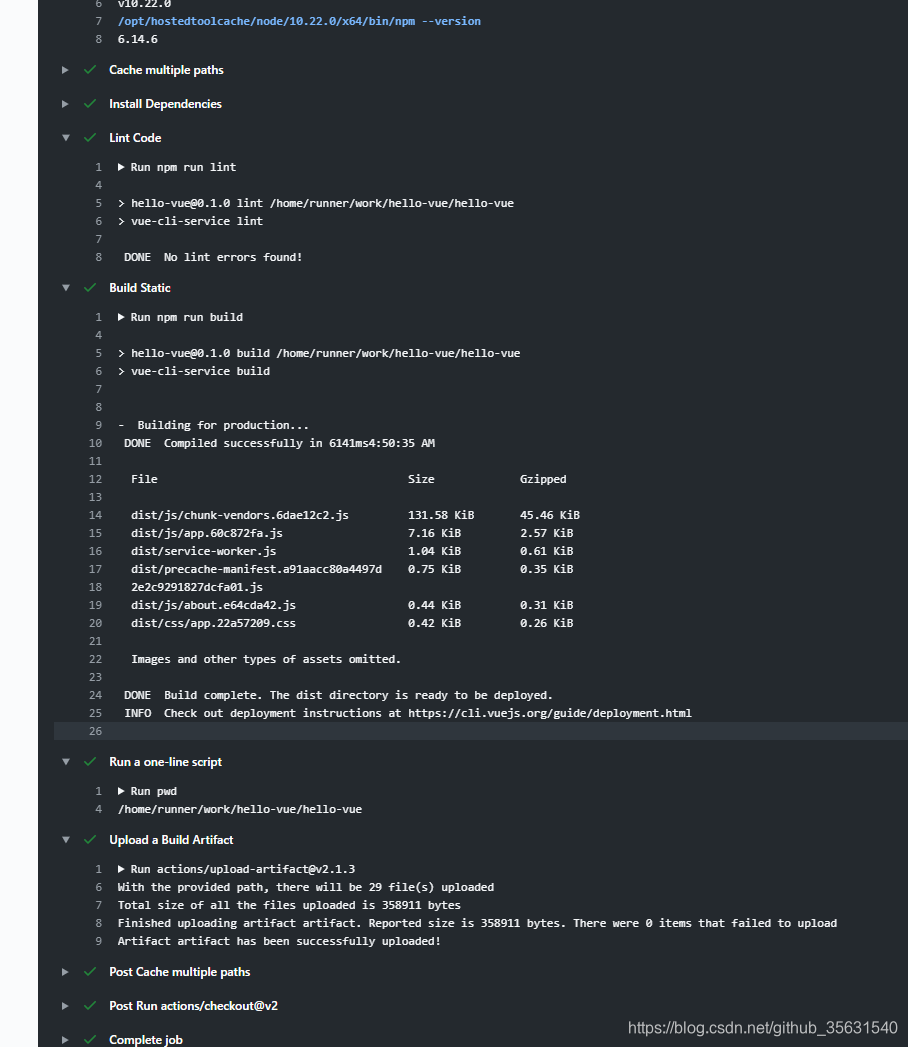 6 v10.22.0
7 /opt/hostedtoolcache/node/10.22.0/x64/bin/npm --version
8 6.14.6
Cache multiple paths
Install Dependencies
Lint Code
1 Run npm run lint
4
5 > hello-vue@0.1.0 lint /home/runner/work/hello-vue/hello-vue
6 > vue-cli-service lint
7
8 DONE No lint errors found!
Build Static
1 Run npm run build
4
5 > hello-vue@0.1.0 build /home/runner/work/hello-vue/hello-vue
6 > vue-cli-service build
7
8
9 - Building for production...
10 DONE Compiled successfully in 6141ms4:50:35 AM
11
12 File Size Gzipped
13
14 dist/js/chunk-vendors.6dae12c2.js 131.58 KiB 45.46 KiB
15 dist/js/app.60c872fa.js 7.16 KiB 2.57 KiB
16 dist/service-worker.js 1.04 KiB 0.61 KiB
17 dist/precache-manifest.a91aacc80a4497d 0.75 KiB 0.35 KiB
18 2e2c9291827dcfa01.js
19 dist/js/about.e64cda42.js 0.44 KiB 0.31 KiB
20 dist/css/app.22a57209.css 0.42 KiB 0.26 KiB
21
22 Images and other types of assets omitted.
23
24 DONE Build complete. The dist directory is ready to be deployed.
25 INFO Check out deployment instructions at https://cli.vuejs.org/guide/deployment.html
26
Run a one-line script
1 Run pwd
4 /home/runner/work/hello-vue/hello-vue
Upload a Build Artifact
1 Run actions/upload-artifact@v2.1.3
6 With the provided path, there will be 29 file(s) uploaded
7 Total size of all the files uploaded is 358911 bytes
8 Finished uploading artifact artifact. Reported size is 358911 bytes. There were 0 items that failed to upload
9 Artifact artifact has been successfully uploaded!
Post Cache multiple paths
Post Run actions/checkout@v2
Complete job
https://blog.csdn.net/github_35631540